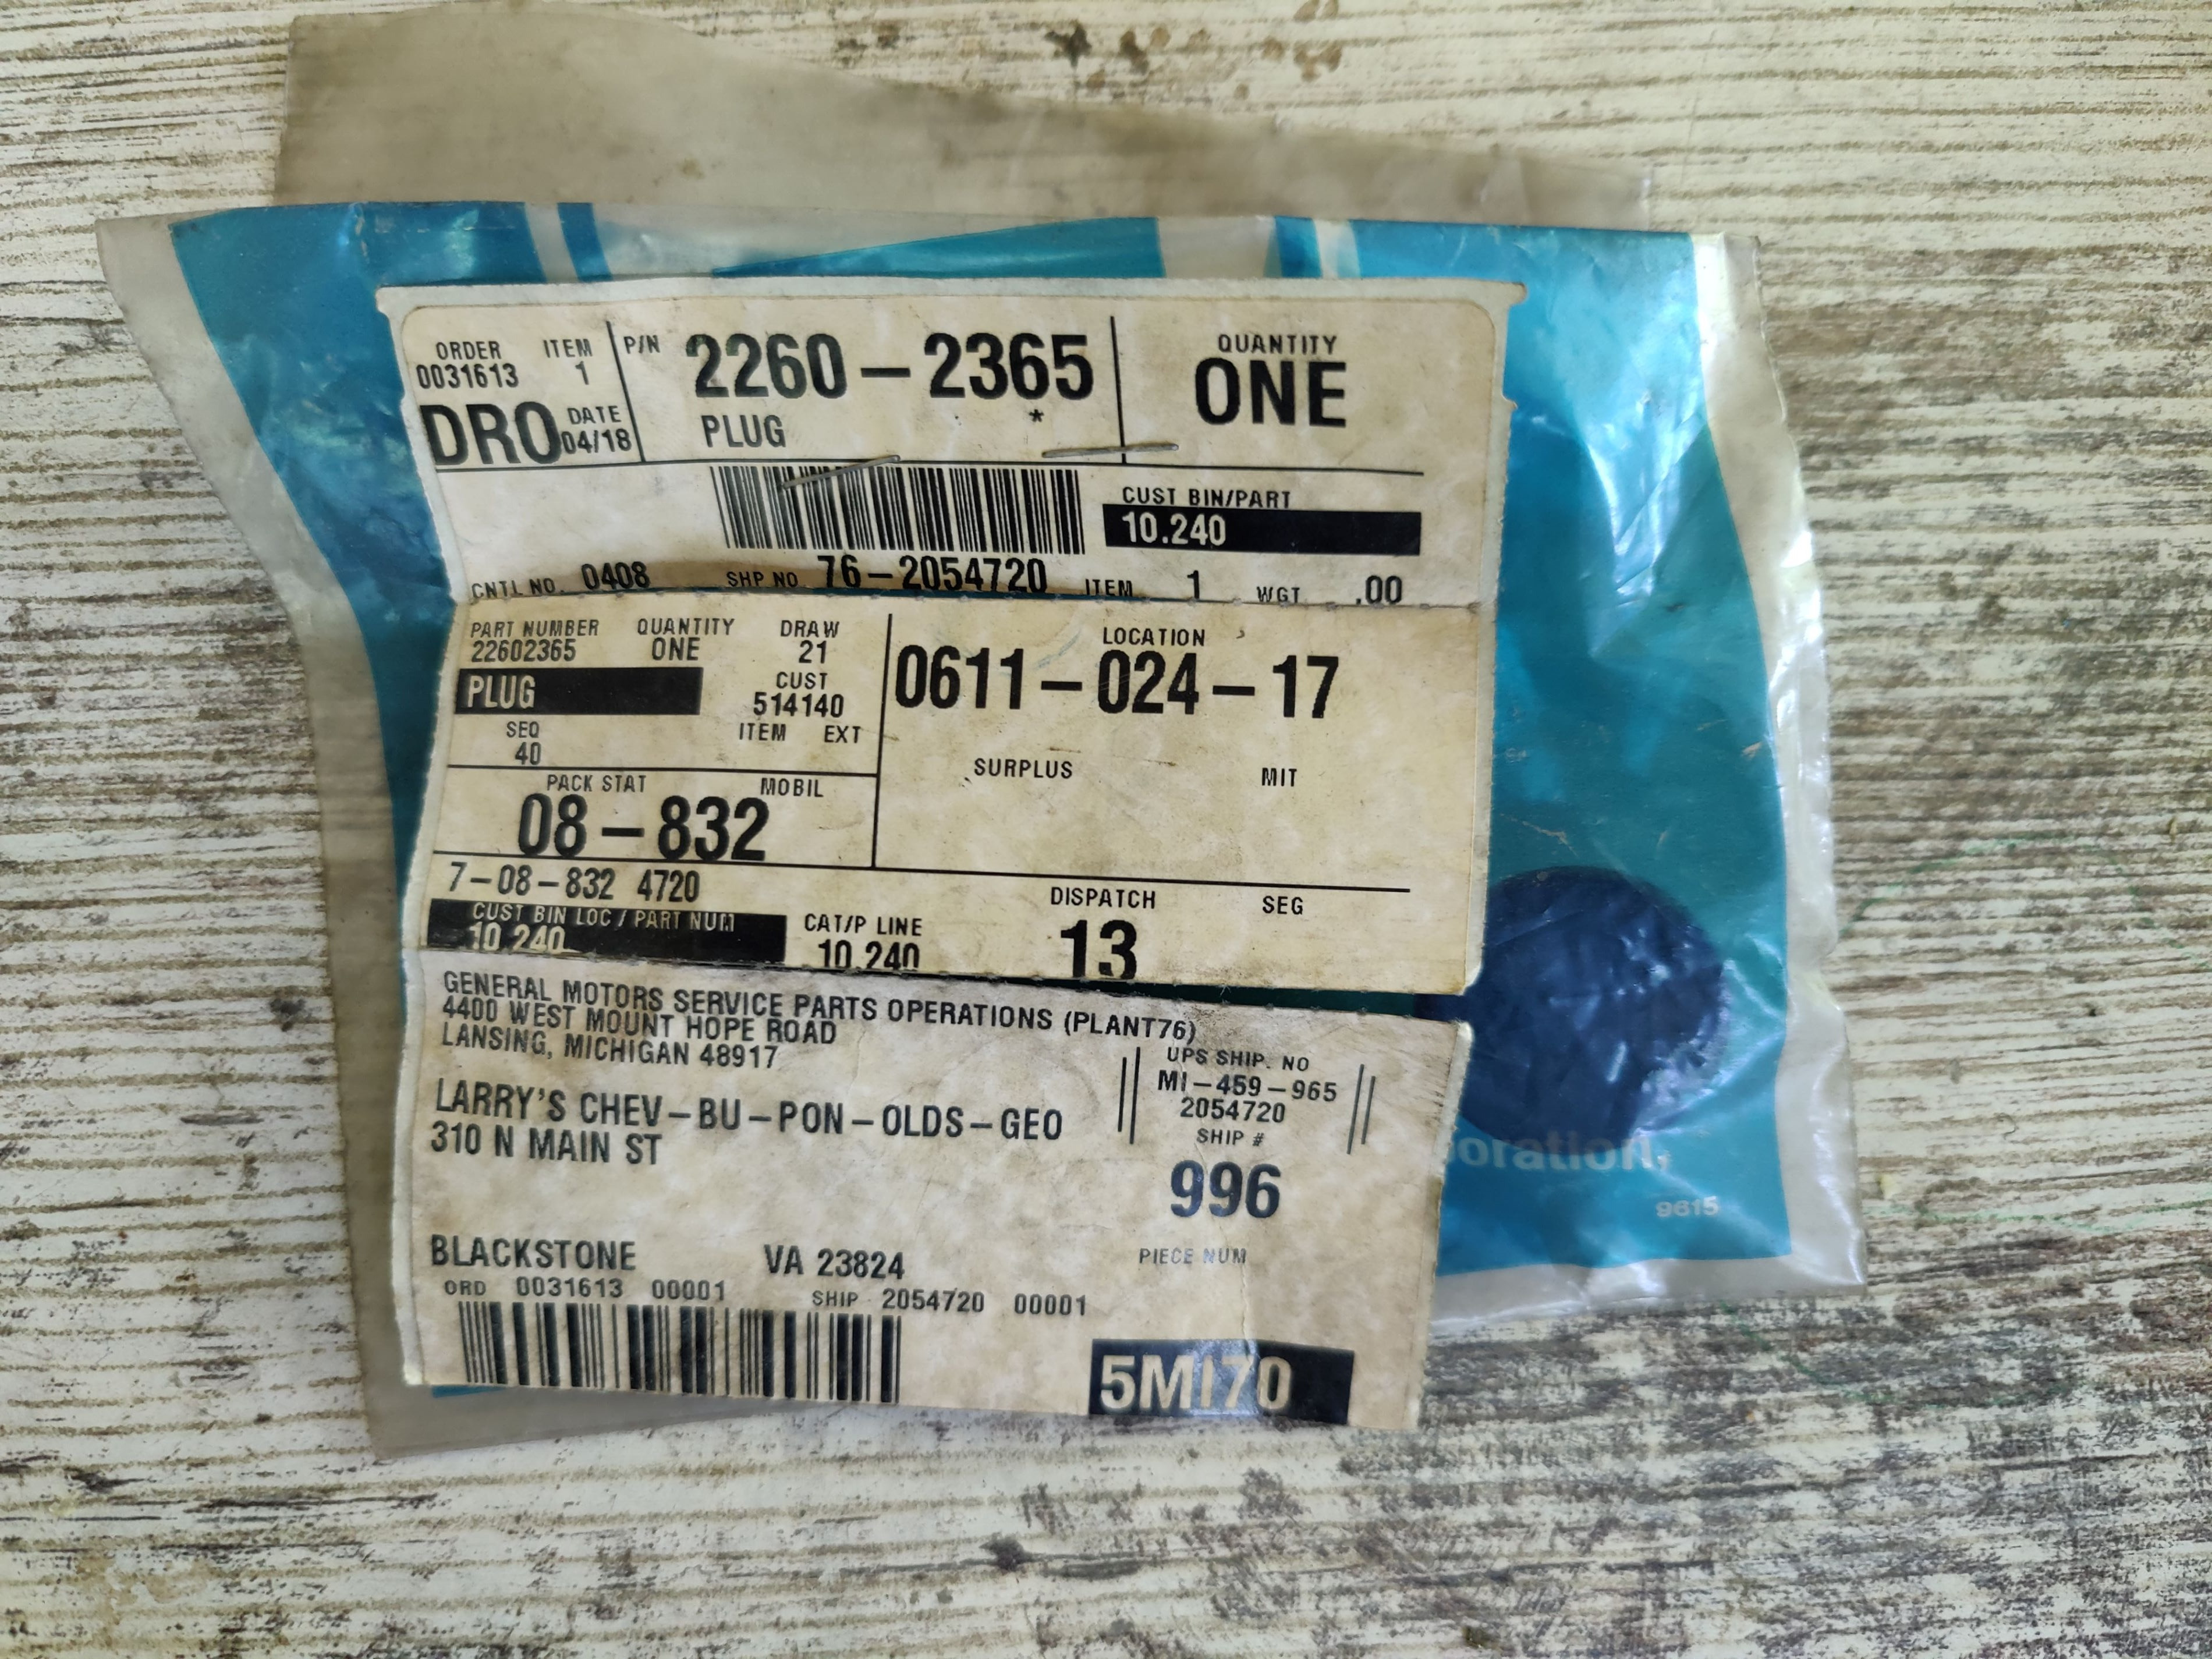 ORDER ITEM P/N 2260-2365 QUANTITY
0031613 1 ONE
DRO DATE 04/18 PLUG *
CUST BIN/PART
10.240
CNTL NO. 0408 SHP NO. 76-2054720 ITEM 1 WGT .00
PART NUMBER QUANTITY DRAW LOCATION
22602365 ONE 21 0611-024-17
PLUG CUST
514140
SEQ ITEM EXT
40 SURPLUS MIT
PACK STAT MOBIL
08-832
7-08-832 4720 DISPATCH SEG
CUST BIN LOC / PART NUM CAT/P LINE 13
10.240 10.240
GENERAL MOTORS SERVICE PARTS OPERATIONS (PLANT76)
4400 WEST MOUNT HOPE ROAD
LANSING, MICHIGAN 48917
UPS SHIP. NO
MI-459-965
2054720
LARRY'S CHEV-BU-PON-OLDS-GEO
310 N MAIN ST
SHIP #
996
BLACKSTONE VA 23824 PIECE NUM
ORD 0031613 00001 SHIP 2054720 00001
5MI70
oration,
9615